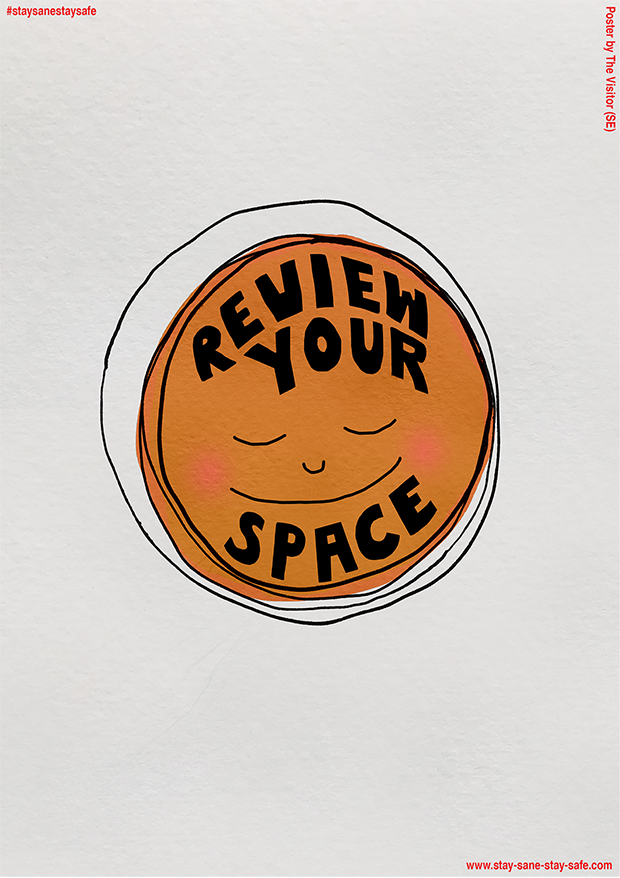 #staysanestaysafe
Poster by The Visitor (SE)
REVIEW
YOUR
SPACE
www.stay-sane-stay-safe.com